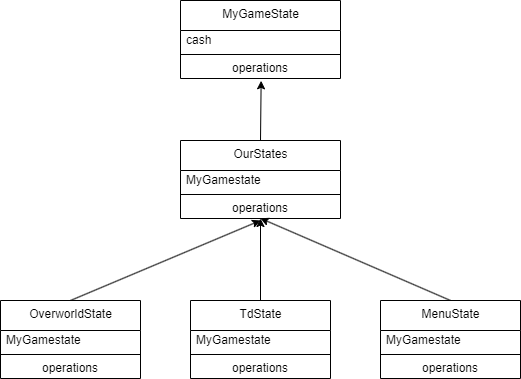 MyGameState
cash
operations
OurStates
MyGamestate
operations
OverworldState
TdState
MenuState
MyGamestate
MyGamestate
MyGamestate
operations
operations
operations